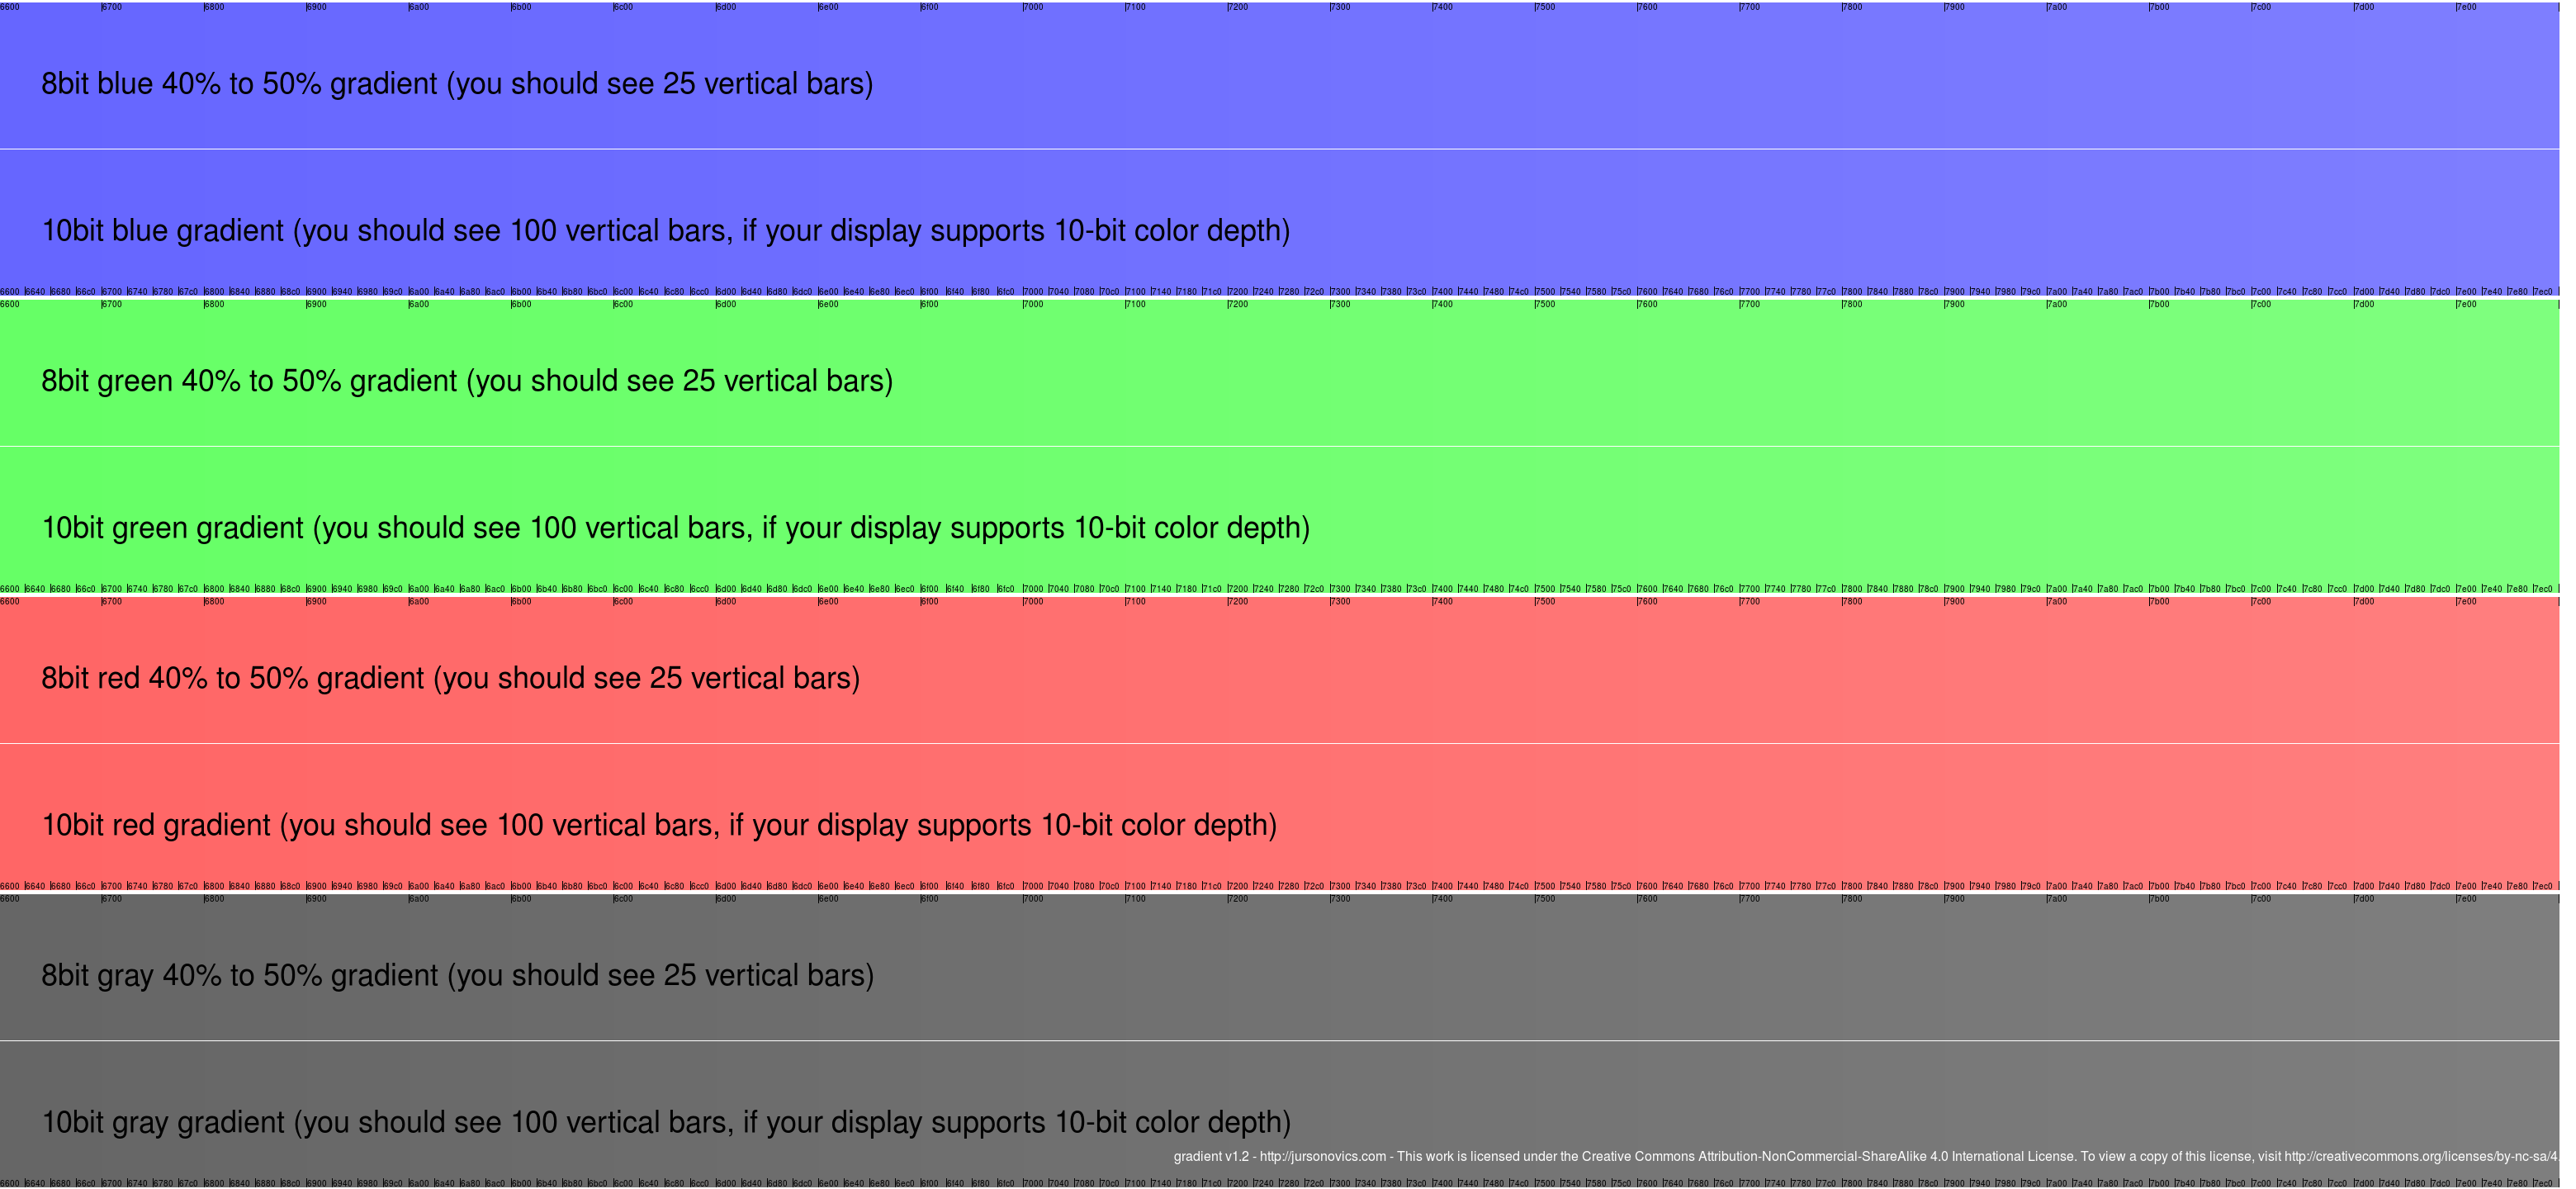 6600 6700 6800 6900 6a00 6b00 6c00 6d00 6e00 6f00 7000 7100 7200 7300 7400 7500 7600 7700 7800 7900 7a00 7b00 7c00 7d00 7e00
8bit blue 40% to 50% gradient (you should see 25 vertical bars)
10bit blue gradient (you should see 100 vertical bars, if your display supports 10-bit color depth)
6600 6640 6680 66c0 6700 6740 6780 67c0 6800 6840 6880 68c0 6900 6940 6980 69c0 6a00 6a40 6a80 6ac0 6b00 6b40 6b80 6bc0 6c00 6c40 6c80 6cc0 6d00 6d40 6d80 6dc0 6e00 6e40 6e80 6ec0 6f00 6f40 6f80 6fc0 7000 7040 7080 70c0 7100 7140 7180 71c0 7200 7240 7280 72c0 7300 7340 7380 73c0 7400 7440 7480 74c0 7500 7540 7580 75c0 7600 7640 7680 76c0 7700 7740 7780 77c0 7800 7840 7880 78c0 7900 7940 7980 79c0 7a00 7a40 7a80 7ac0 7b00 7b40 7b80 7bc0 7c00 7c40 7c80 7cc0 7d00 7d40 7d80 7dc0 7e00 7e40 7e80 7ec0
6600 6700 6800 6900 6a00 6b00 6c00 6d00 6e00 6f00 7000 7100 7200 7300 7400 7500 7600 7700 7800 7900 7a00 7b00 7c00 7d00 7e00
8bit green 40% to 50% gradient (you should see 25 vertical bars)
10bit green gradient (you should see 100 vertical bars, if your display supports 10-bit color depth)
6600 6640 6680 66c0 6700 6740 6780 67c0 6800 6840 6880 68c0 6900 6940 6980 69c0 6a00 6a40 6a80 6ac0 6b00 6b40 6b80 6bc0 6c00 6c40 6c80 6cc0 6d00 6d40 6d80 6dc0 6e00 6e40 6e80 6ec0 6f00 6f40 6f80 6fc0 7000 7040 7080 70c0 7100 7140 7180 71c0 7200 7240 7280 72c0 7300 7340 7380 73c0 7400 7440 7480 74c0 7500 7540 7580 75c0 7600 7640 7680 76c0 7700 7740 7780 77c0 7800 7840 7880 78c0 7900 7940 7980 79c0 7a00 7a40 7a80 7ac0 7b00 7b40 7b80 7bc0 7c00 7c40 7c80 7cc0 7d00 7d40 7d80 7dc0 7e00 7e40 7e80 7ec0
6600 6700 6800 6900 6a00 6b00 6c00 6d00 6e00 6f00 7000 7100 7200 7300 7400 7500 7600 7700 7800 7900 7a00 7b00 7c00 7d00 7e00
8bit red 40% to 50% gradient (you should see 25 vertical bars)
10bit red gradient (you should see 100 vertical bars, if your display supports 10-bit color depth)
6600 6640 6680 66c0 6700 6740 6780 67c0 6800 6840 6880 68c0 6900 6940 6980 69c0 6a00 6a40 6a80 6ac0 6b00 6b40 6b80 6bc0 6c00 6c40 6c80 6cc0 6d00 6d40 6d80 6dc0 6e00 6e40 6e80 6ec0 6f00 6f40 6f80 6fc0 7000 7040 7080 70c0 7100 7140 7180 71c0 7200 7240 7280 72c0 7300 7340 7380 73c0 7400 7440 7480 74c0 7500 7540 7580 75c0 7600 7640 7680 76c0 7700 7740 7780 77c0 7800 7840 7880 78c0 7900 7940 7980 79c0 7a00 7a40 7a80 7ac0 7b00 7b40 7b80 7bc0 7c00 7c40 7c80 7cc0 7d00 7d40 7d80 7dc0 7e00 7e40 7e80 7ec0
6600 6700 6800 6900 6a00 6b00 6c00 6d00 6e00 6f00 7000 7100 7200 7300 7400 7500 7600 7700 7800 7900 7a00 7b00 7c00 7d00 7e00
8bit gray 40% to 50% gradient (you should see 25 vertical bars)
10bit gray gradient (you should see 100 vertical bars, if your display supports 10-bit color depth)
gradient v1.2 - http://jursonovics.com - This work is licensed under the Creative Commons Attribution-NonCommercial-ShareAlike 4.0 International License. To view a copy of this license, visit http://creativecommons.org/licenses/by-nc-sa/4
6600 6640 6680 66c0 6700 6740 6780 67c0 6800 6840 6880 68c0 6900 6940 6980 69c0 6a00 6a40 6a80 6ac0 6b00 6b40 6b80 6bc0 6c00 6c40 6c80 6cc0 6d00 6d40 6d80 6dc0 6e00 6e40 6e80 6ec0 6f00 6f40 6f80 6fc0 7000 7040 7080 70c0 7100 7140 7180 71c0 7200 7240 7280 72c0 7300 7340 7380 73c0 7400 7440 7480 74c0 7500 7540 7580 75c0 7600 7640 7680 76c0 7700 7740 7780 77c0 7800 7840 7880 78c0 7900 7940 7980 79c0 7a00 7a40 7a80 7ac0 7b00 7b40 7b80 7bc0 7c00 7c40 7c80 7cc0 7d00 7d40 7d80 7dc0 7e00 7e40 7e80 7ec0